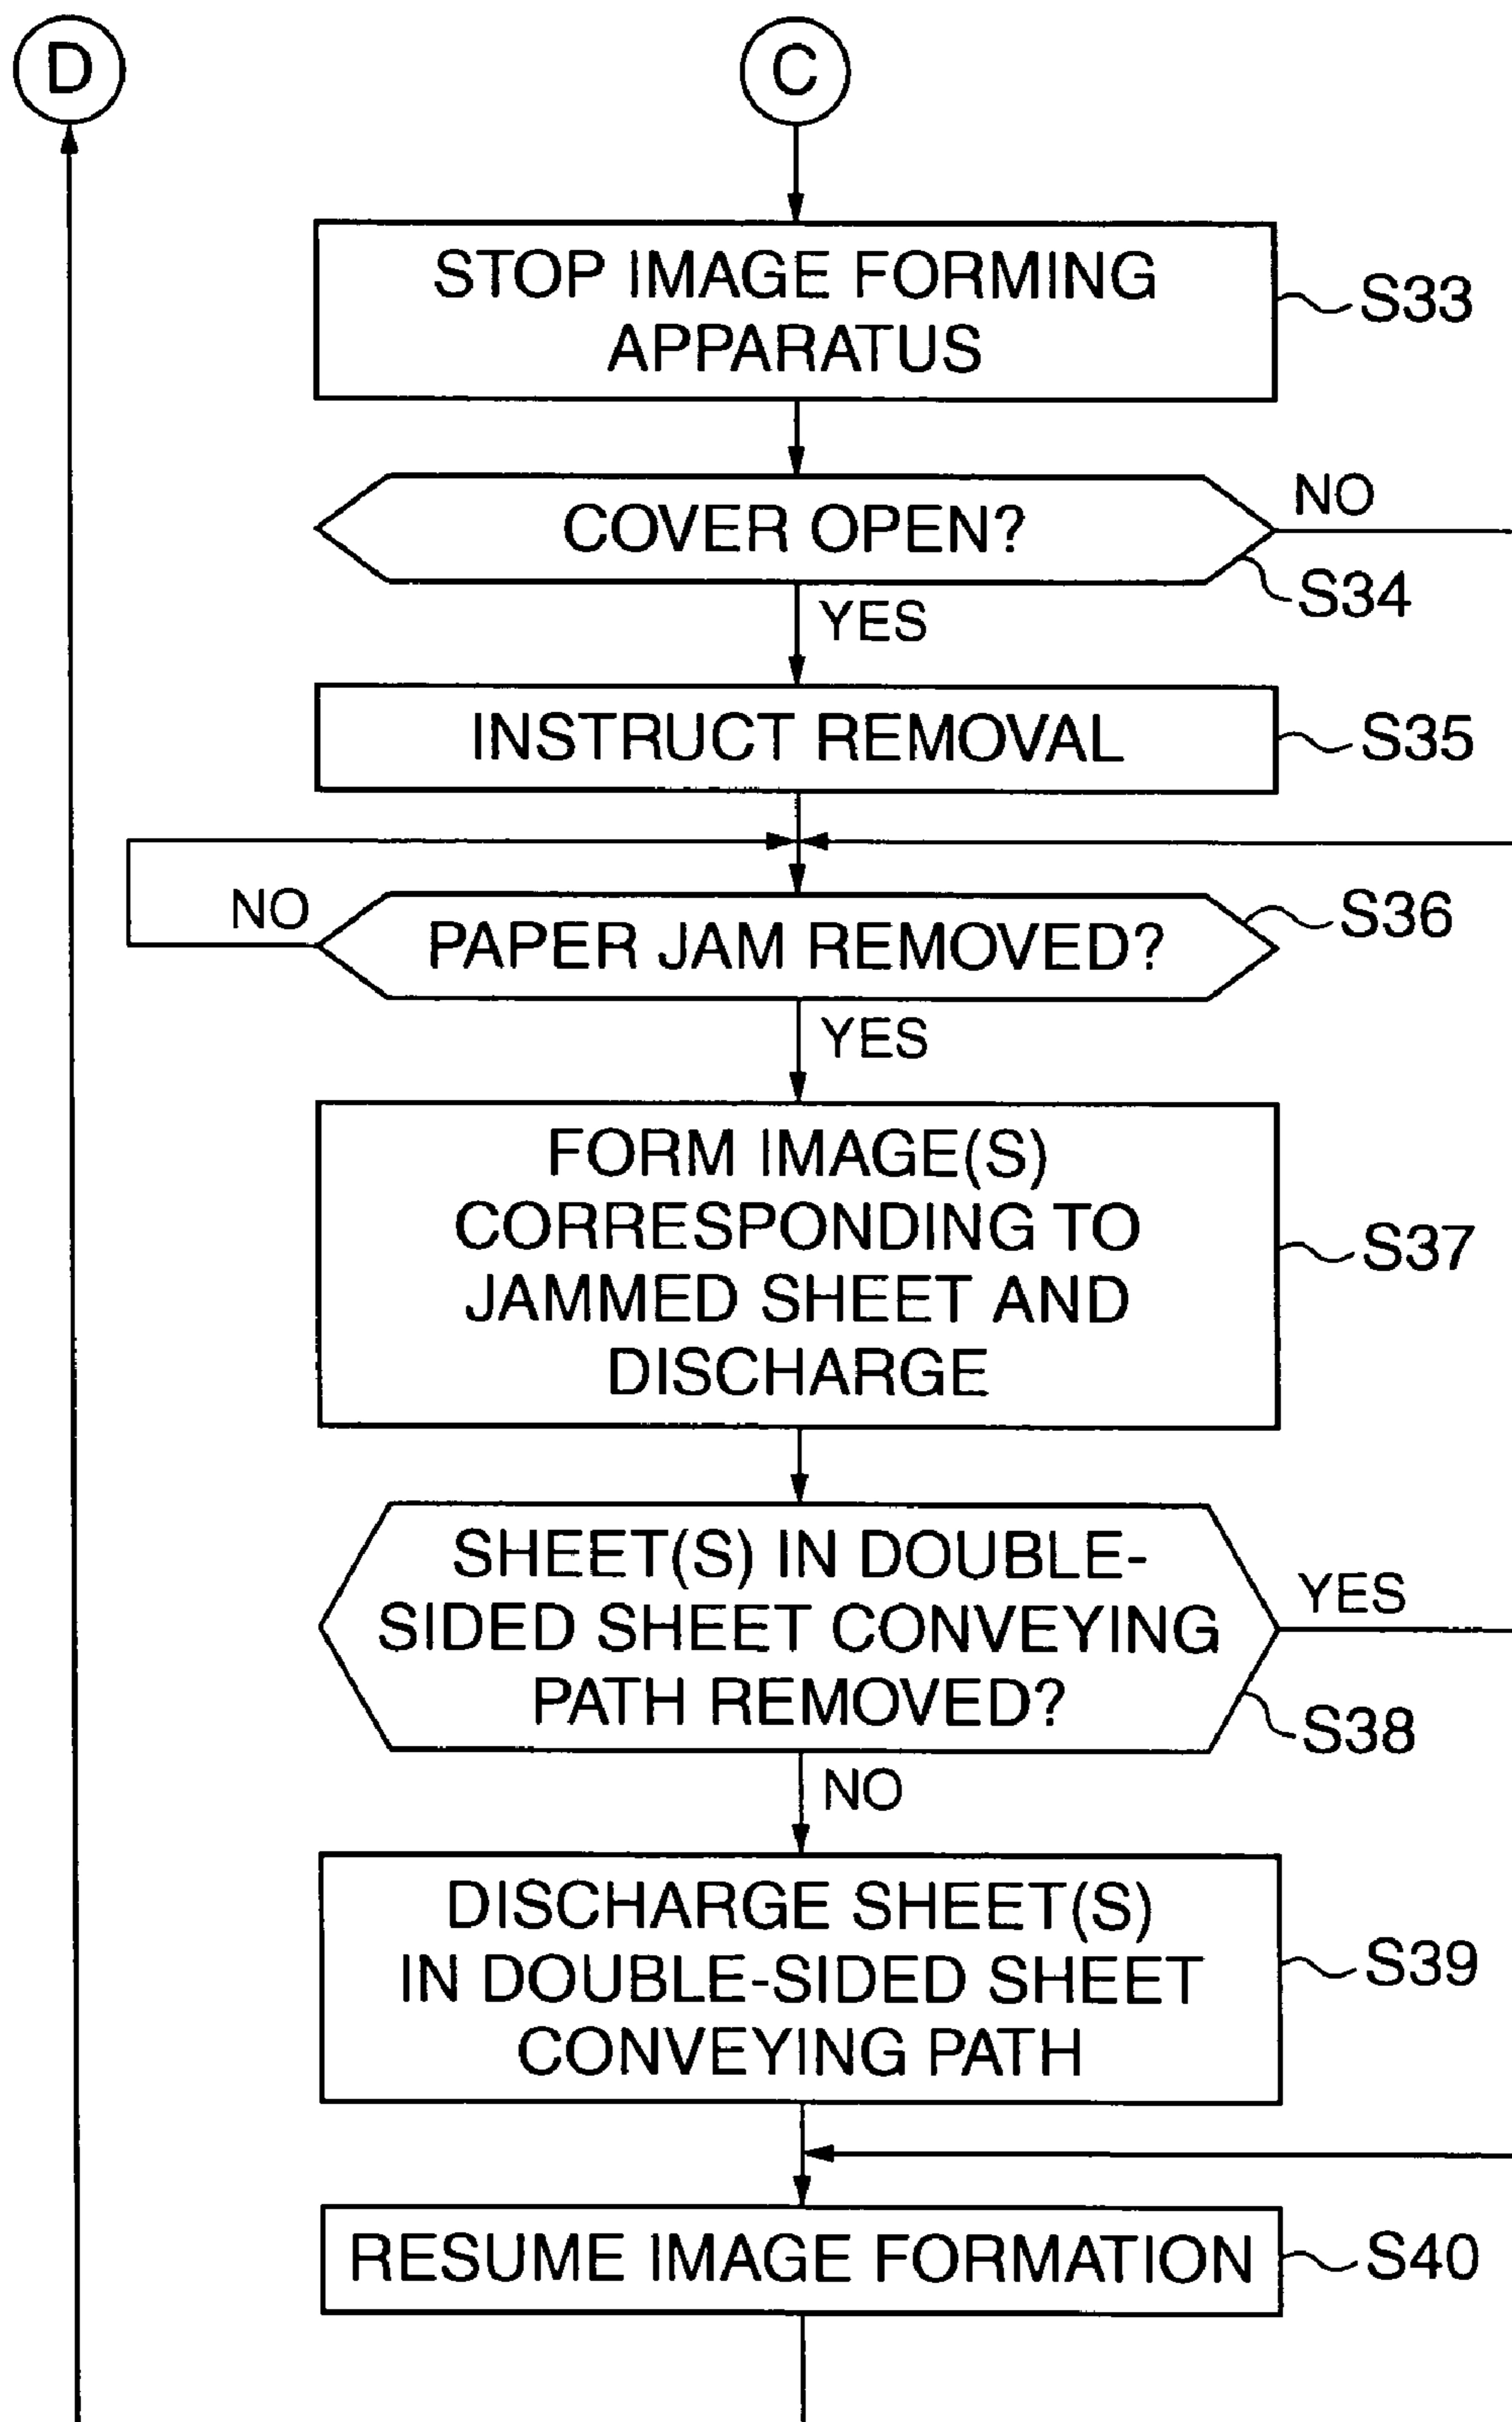 D
C
STOP IMAGE FORMING
APPARATUS
S33
COVER OPEN?
NO
S34
YES
INSTRUCT REMOVAL
S35
NO
PAPER JAM REMOVED?
S36
YES
FORM IMAGE(S)
CORRESPONDING TO
JAMMED SHEET AND
DISCHARGE
S37
SHEET(S) IN DOUBLE-
SIDED SHEET CONVEYING
PATH REMOVED?
YES
S38
NO
DISCHARGE SHEET(S)
IN DOUBLE-SIDED SHEET
CONVEYING PATH
S39
RESUME IMAGE FORMATION
S40